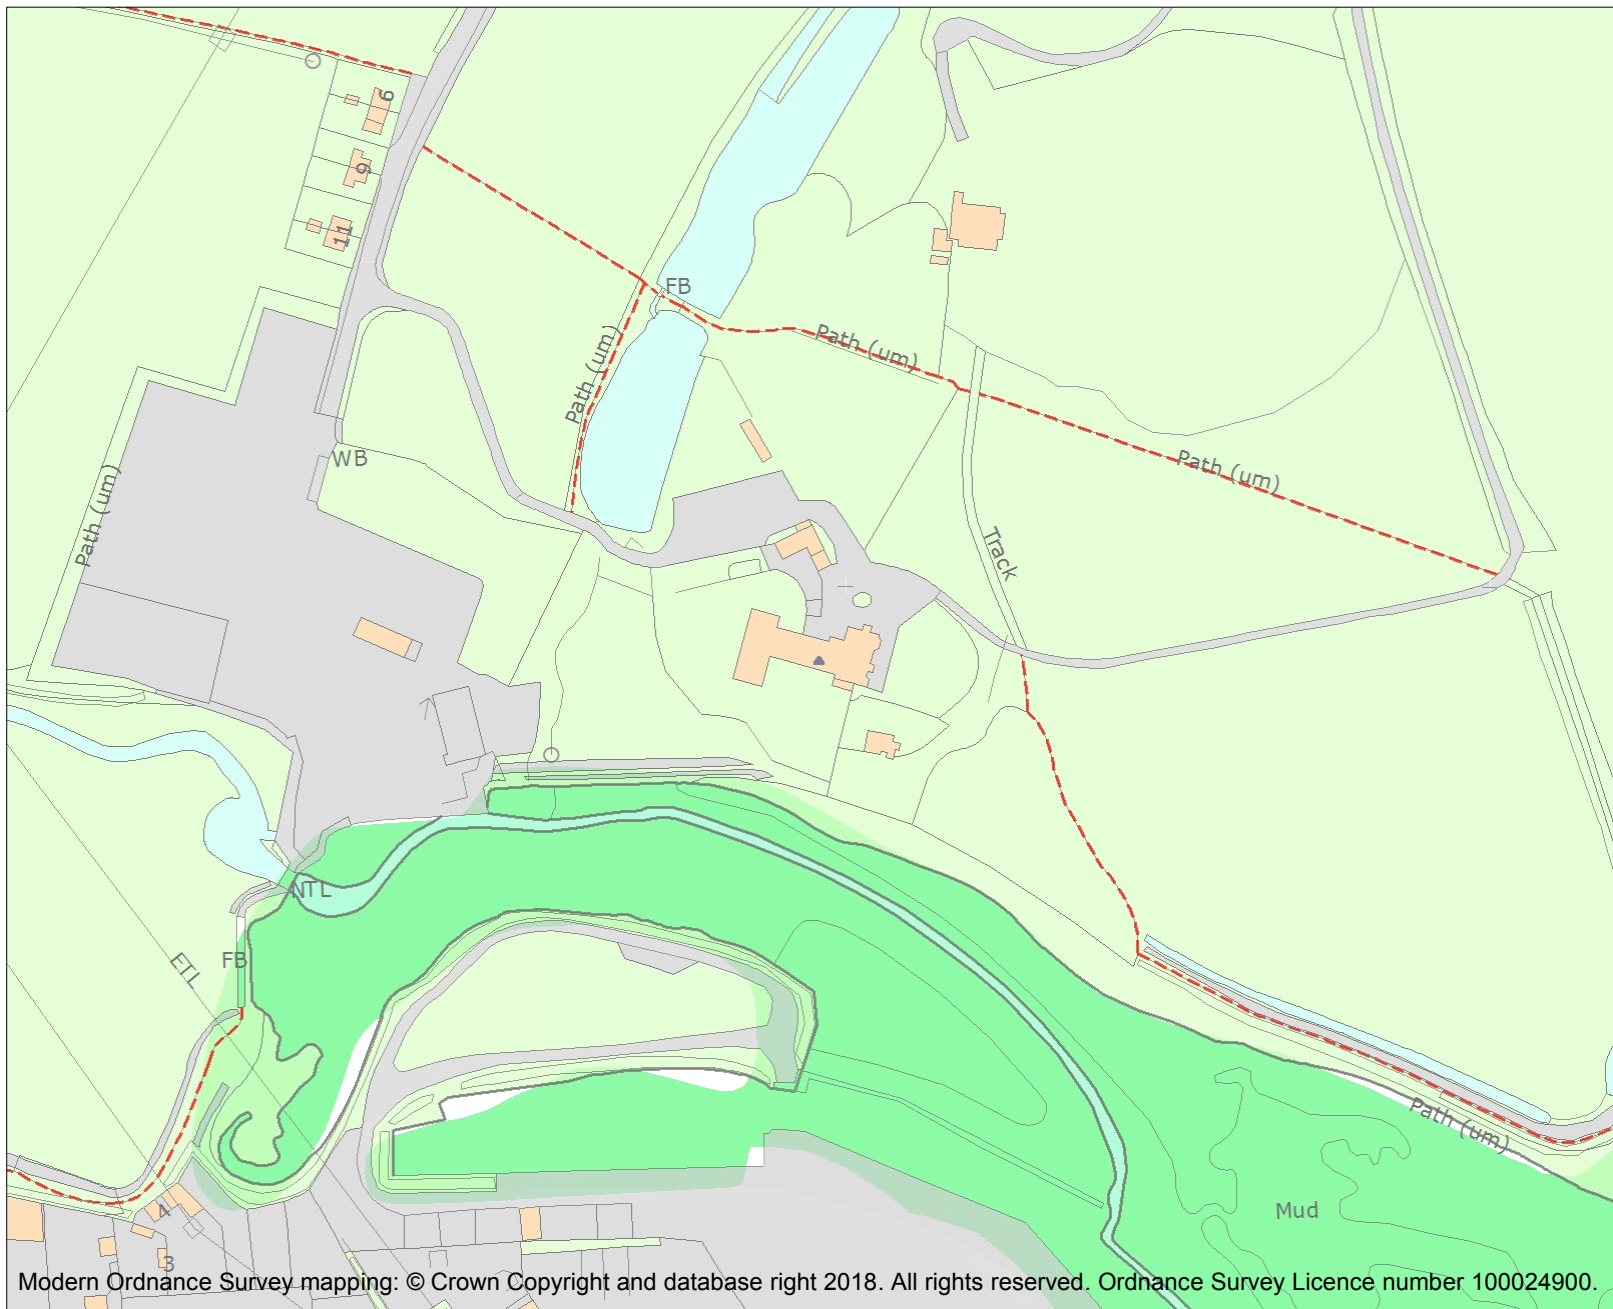 6
9
11
FB
Path (um)
Path (um)
WB
Path (um)
Path (um)
Track
NTL
FB
ETL
Path (um)
Mud
4
3
Modern Ordnance Survey mapping: © Crown Copyright and database right 2018. All rights reserved. Ordnance Survey Licence number 100024900.